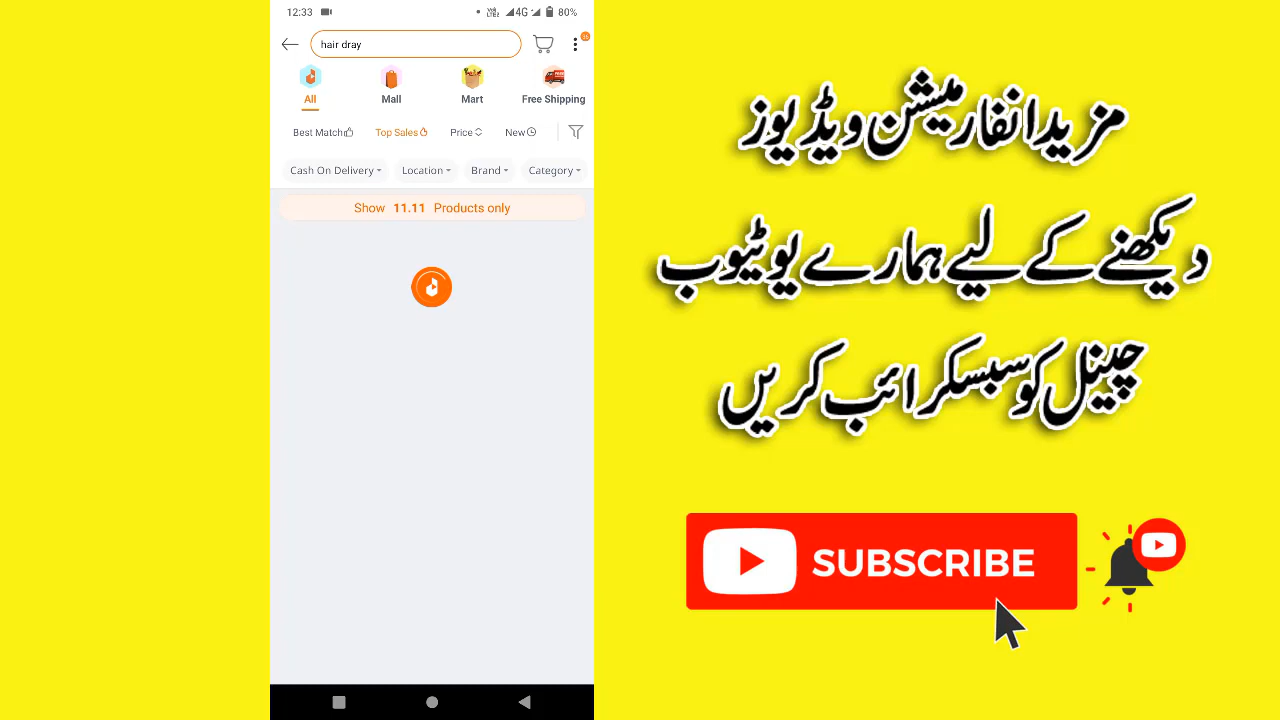 12:33
4G 80%
hair dray
All Mall Mart Free Shipping
Best Match Top Sales Price New
Cash On Delivery Location Brand Category
Show 11.11 Products only
مزید انفارمیشن ویڈیوز
دیکھنے کے لیے ہمارے یوٹیوب
چینل کو سبسکرائب کریں
SUBSCRIBE